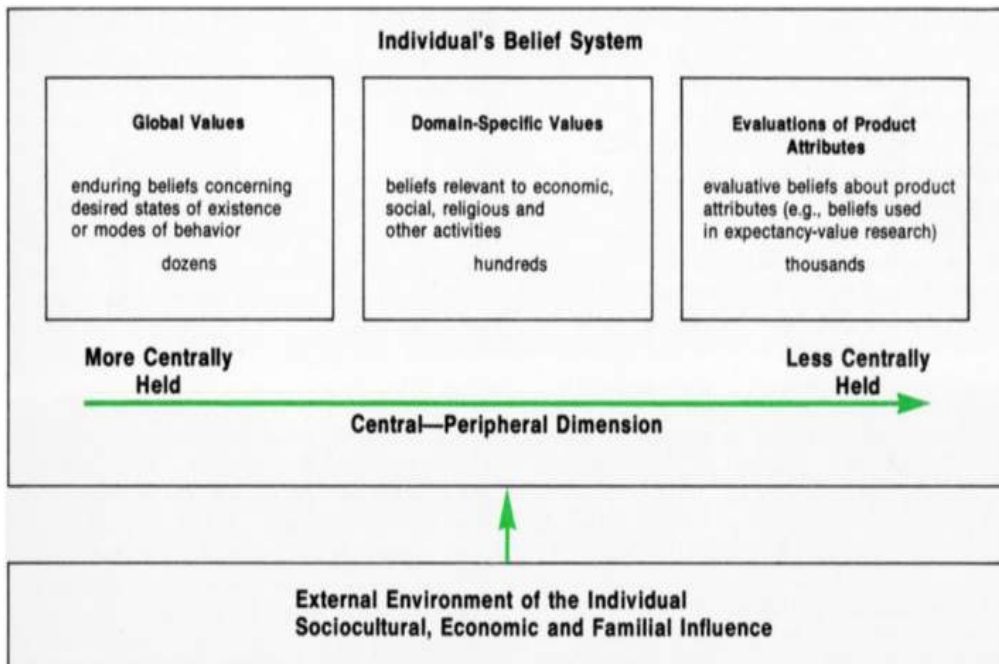 Individual's Belief System
Global Values
enduring beliefs concerning
desired states of existence
or modes of behavior
dozens
Domain-Specific Values
beliefs relevant to economic,
social, religious and
other activities
hundreds
Evaluations of Product
Attributes
evaluative beliefs about product
attributes (e.g., beliefs used
in expectancy-value research)
thousands
More Centrally
Held
Less Centrally
Held
Central—Peripheral Dimension
External Environment of the Individual
Sociocultural, Economic and Familial Influence